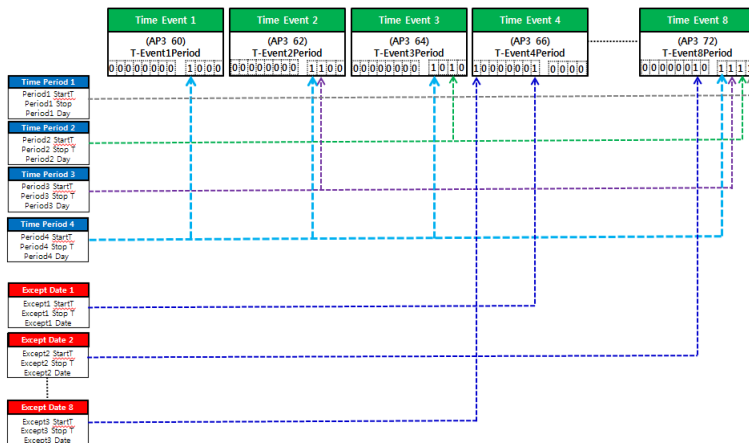 Time Event 1
(AP3 60)
T-Event1Period
00000000 1000
Time Event 2
(AP3 62)
T-Event2Period
00000000 1100
Time Event 3
(AP3 64)
T-Event3Period
00000000 1010
Time Event 4
(AP3 66)
T-Event4Period
10000001 0000
Time Event 8
(AP3 72)
T-Event8Period
00000010 1111
Time Period 1
Period1 StartT
Period1 Stop
Period1 Day
Time Period 2
Period2 StartT
Period2 Stop T
Period2 Day
Time Period 3
Period3 StartT
Period3 Stop T
Period3 Day
Time Period 4
Period4 StartT
Period4 Stop T
Period4 Day
Except Date 1
Except1 StartT
Except1 Stop T
Except1 Date
Except Date 2
Except2 StartT
Except2 Stop T
Except2 Date
Except Date 8
Except3 StartT
Except3 Stop T
Except3 Date